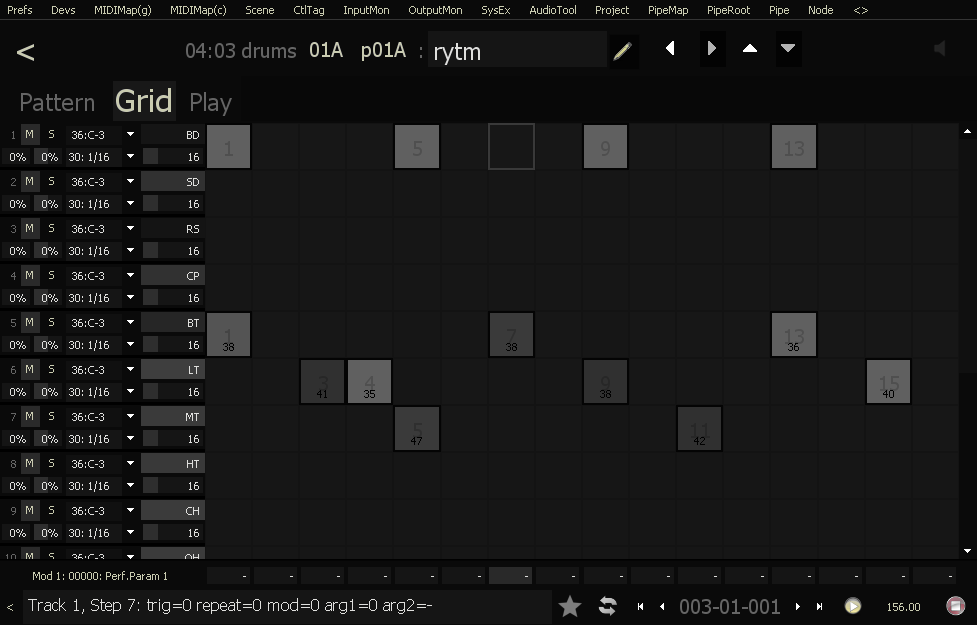 Prefs Devs MIDIMap(g) MIDIMap(c) Scene CtlTag InputMon OutputMon SysEx AudioTool Project PipeMap PipeRoot Pipe Node <>
< 04:03 drums 01A p01A : rytm
Pattern Grid Play
1 M S 36:C-3 BD 1 5 9 13
0% 0% 30: 1/16 16
2 M S 36:C-3 SD
0% 0% 30: 1/16 16
3 M S 36:C-3 RS
0% 0% 30: 1/16 16
4 M S 36:C-3 CP
0% 0% 30: 1/16 16
5 M S 36:C-3 BT 1 7 13
0% 0% 30: 1/16 16 38 38 36
6 M S 36:C-3 LT 3 4 9 15
0% 0% 30: 1/16 16 41 35 38 40
7 M S 36:C-3 MT 5 11
0% 0% 30: 1/16 16 47 42
8 M S 36:C-3 HT
0% 0% 30: 1/16 16
9 M S 36:C-3 CH
0% 0% 30: 1/16 16
10 M S 36:C-3 OH
Mod 1: 00000: Perf.Param 1 - - - - - - - - - - - - - - - -
< Track 1, Step 7: trig=0 repeat=0 mod=0 arg1=0 arg2=- 003-01-001 156.00